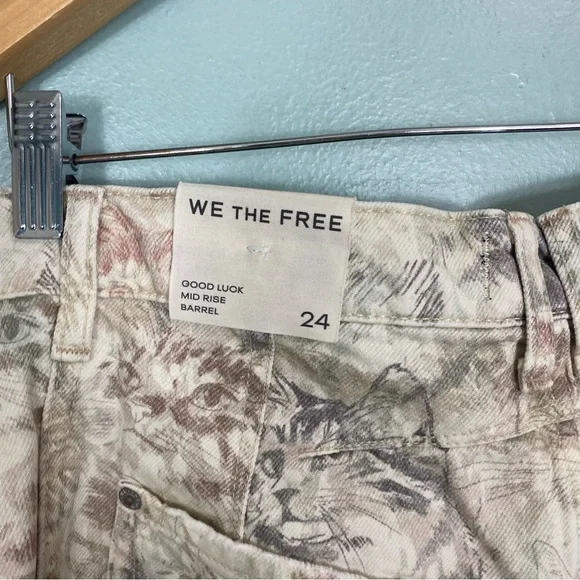 WE THE FREE
GOOD LUCK
MID RISE
BARREL
24